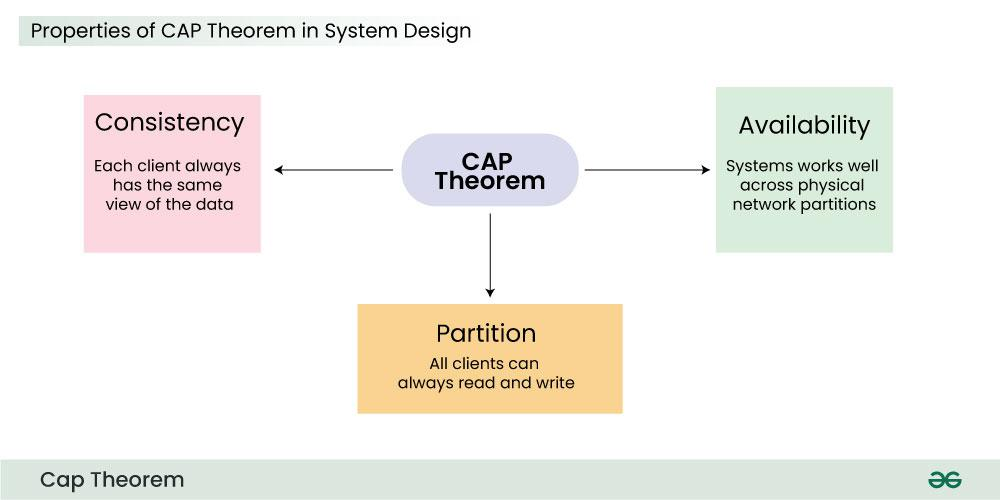 Properties of CAP Theorem in System Design
Consistency
Each client always
has the same
view of the data
CAP
Theorem
Availability
Systems works well
across physical
network partitions
Partition
All clients can
always read and write
Cap Theorem